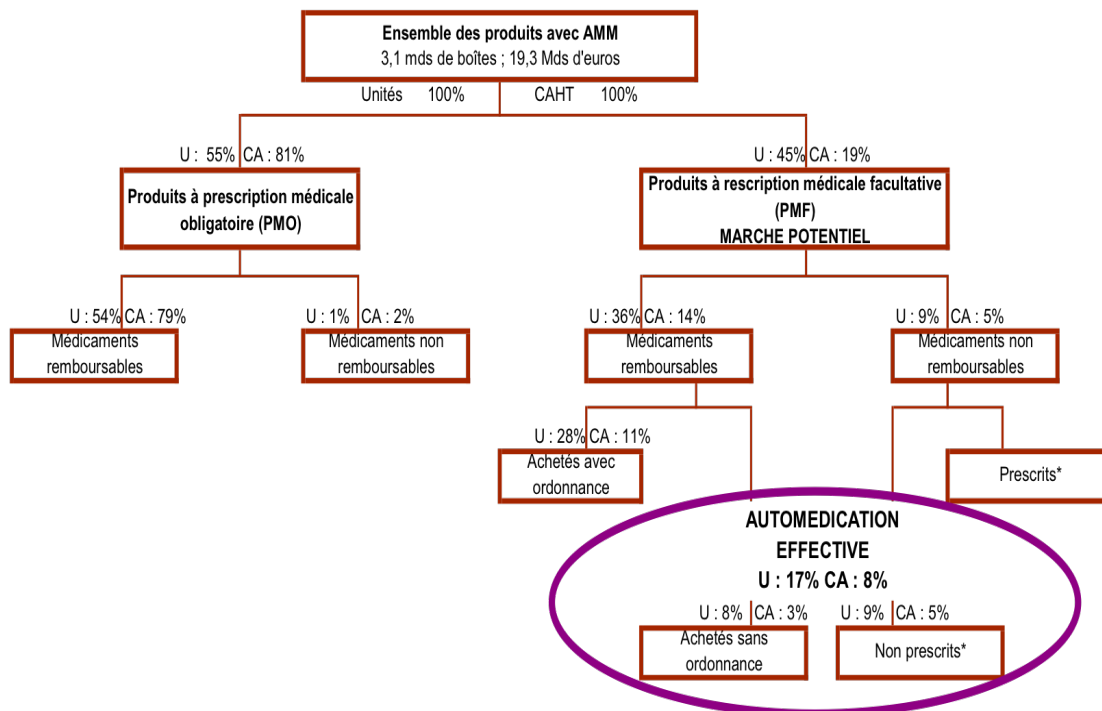 Ensemble des produits avec AMM
3,1 mds de boîtes ; 19,3 Mds d'euros
Unités 100% CAHT 100%
U : 55% CA : 81%
Produits à prescription médicale
obligatoire (PMO)
U : 45% CA : 19%
Produits à rescription médicale facultative
(PMF)
MARCHE POTENTIEL
U : 54% CA : 79%
Médicaments
remboursables
U : 1% CA : 2%
Médicaments non
remboursables
U : 36% CA : 14%
Médicaments
remboursables
U : 9% CA : 5%
Médicaments non
remboursables
U : 28% CA : 11%
Achetés avec
ordonnance
Prescrits*
AUTOMEDICATION
EFFECTIVE
U : 17% CA : 8%
U : 8% CA : 3%
Achetés sans
ordonnance
U : 9% CA : 5%
Non prescrits*